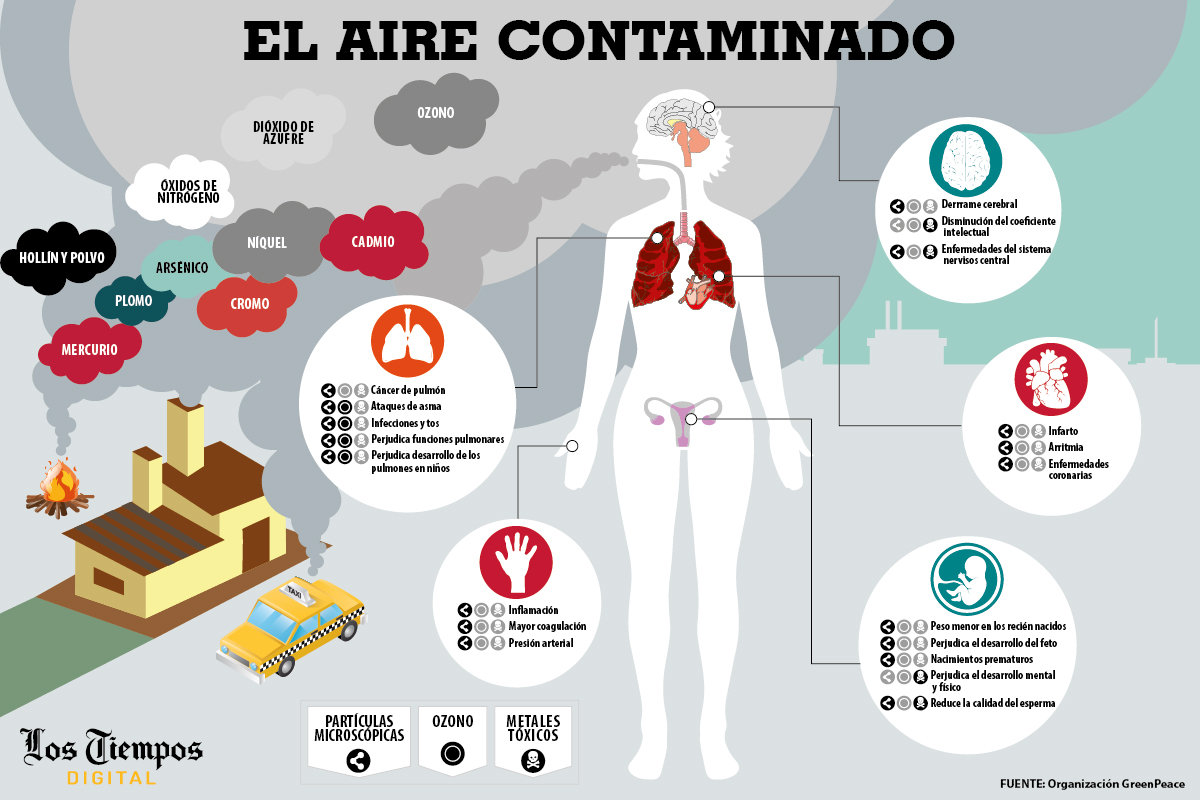 EL AIRE CONTAMINADO
OZONO
DIÓXIDO DE
AZUFRE
ÓXIDOS DE
NITRÓGENO
HOLLÍN Y POLVO
ARSÉNICO
NÍQUEL
CADMIO
PLOMO
CROMO
MERCURIO
Derrrame cerebral
Disminución del coeficiente
intelectual
Enfermedades del sistema
nervisos central
Cáncer de pulmón
Ataques de asma
Infecciones y tos
Perjudica funciones pulmonares
Perjudica desarrollo de los
pulmones en niños
Infarto
Arritmia
Enfermedades
coronarias
Inflamación
Mayor coagulación
Presión arterial
Peso menor en los recién nacidos
Perjudica el desarrollo del feto
Nacimientos prematuros
Perjudica el desarrollo mental
y físico
Reduce la calidad del esperma
TAXI
PARTÍCULAS
MICROSCÓPICAS
OZONO
METALES
TÓXICOS
Los Tiempos
DIGITAL
FUENTE: Organización GreenPeace